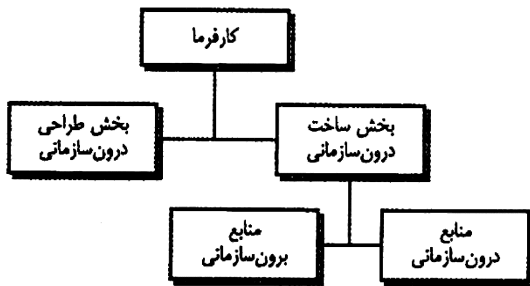 کارفرما
بخش ساخت
درون‌سازمانی
بخش طراحی
درون‌سازمانی
منابع
درون‌سازمانی
منابع
برون‌سازمانی